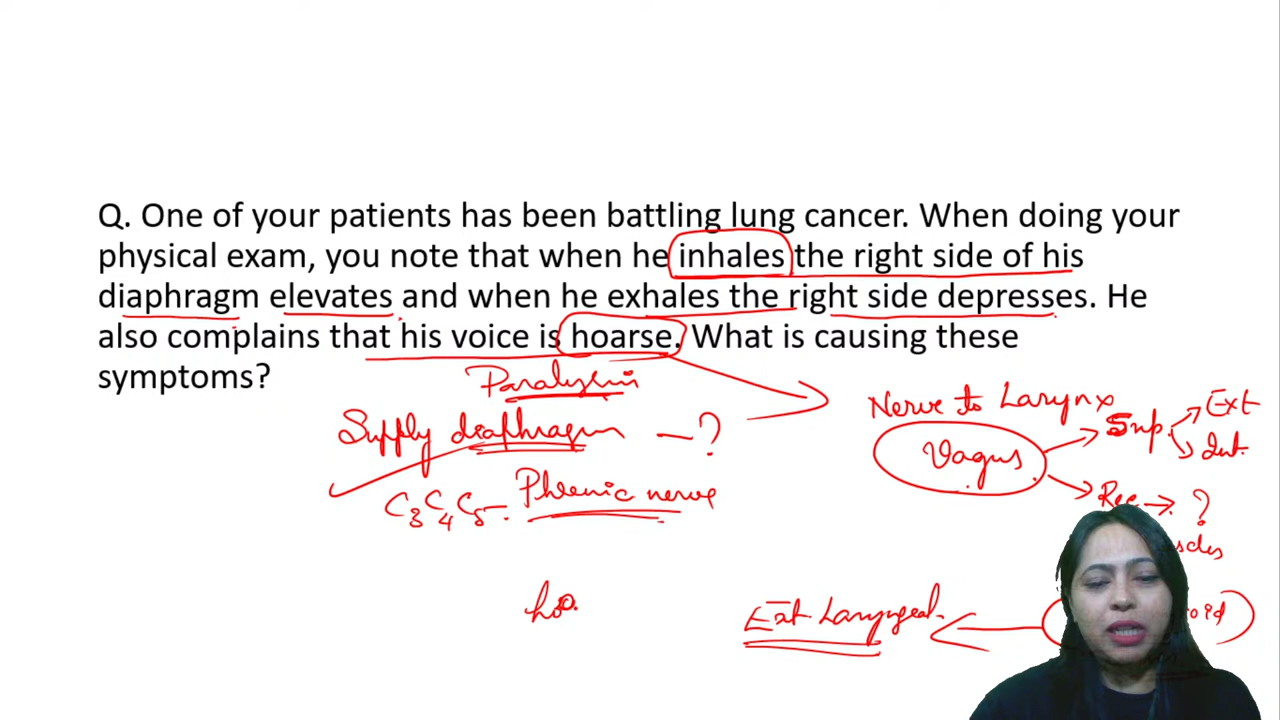 Q. One of your patients has been battling lung cancer. When doing your
physical exam, you note that when he inhales the right side of his
diaphragm elevates and when he exhales the right side depresses. He
also complains that his voice is hoarse. What is causing these
symptoms?
Paralysis
Supply diaphragm - ?
C3 C4 C5 - Phrenic nerve
Nerve to Larynx
Vagus
Sup.
Ext
Int.
Rec → ?
Ext Laryngeal.